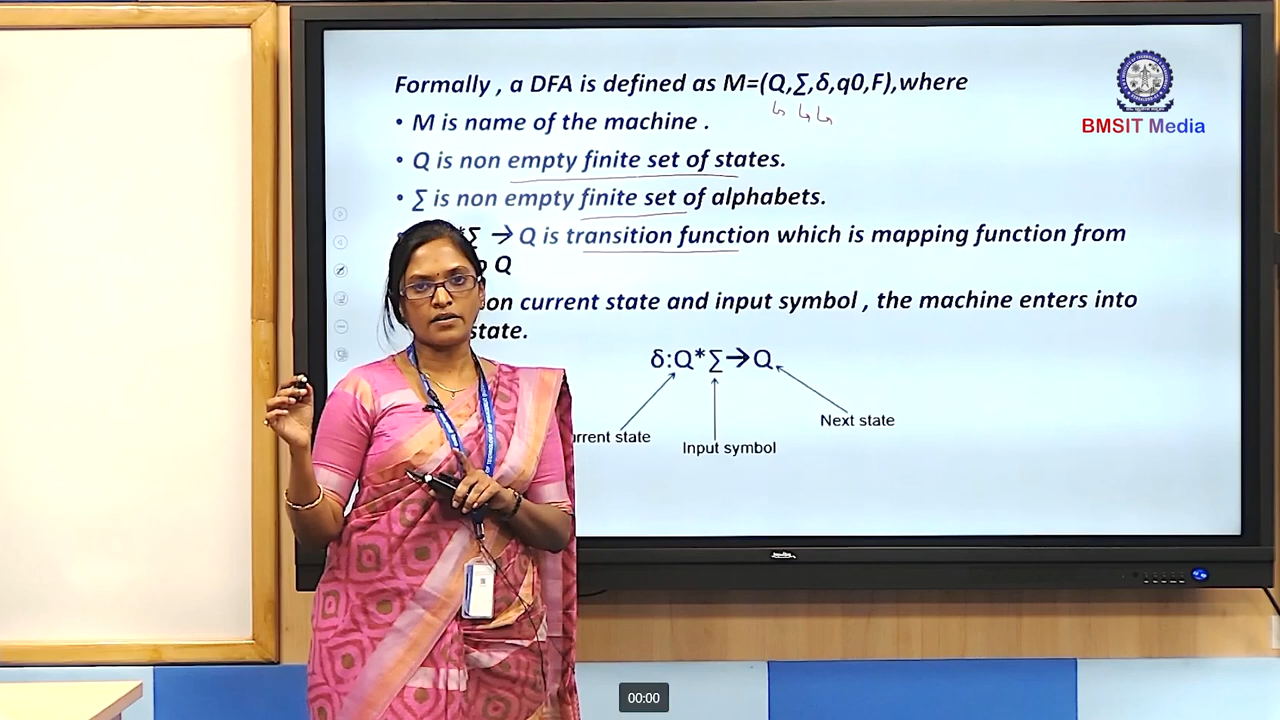 Formally , a DFA is defined as M=(Q,∑,δ,q0,F),where
BMSIT Media
• M is name of the machine .
• Q is non empty finite set of states.
• ∑ is non empty finite set of alphabets.
*Σ → Q is transition function which is mapping function from
Q
on current state and input symbol , the machine enters into
state.
δ:Q*∑→Q
Next state
state
Input symbol
00:00